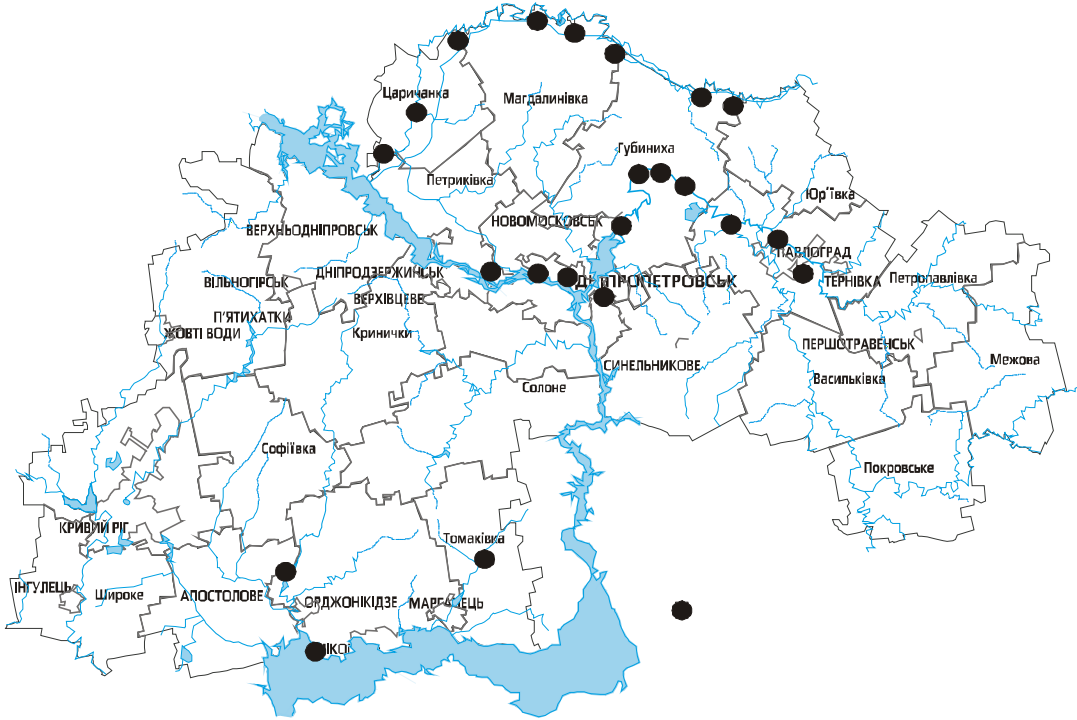 Царичанка
Магдалинівка
Губиниха
Петриківка
Юр'ївка
НОВОМОСКОВСЬК
ВЕРХНЬОДНІПРОВСЬК
ПАВЛОГРАД
ДНІПРОДЗЕРЖИНСЬК
ВІЛЬНОГІРСЬК
ДНІПРОПЕТРОВСЬК
ТЕРНІВКА
Петропавлівка
ВЕРХІВЦЕВЕ
П'ЯТИХАТКИ
ЖОВТІ ВОДИ
Кринички
ПЕРШОТРАВЕНСЬК
Межова
СИНЕЛЬНИКОВЕ
Васильківка
Солоне
Софіївка
Покровське
КРИВИЙ РІГ
Томаківка
ІНГУЛЕЦЬ
Широке
АПОСТОЛОВЕ
ОРДЖОНІКІДЗЕ
МАРГАНЕЦЬ